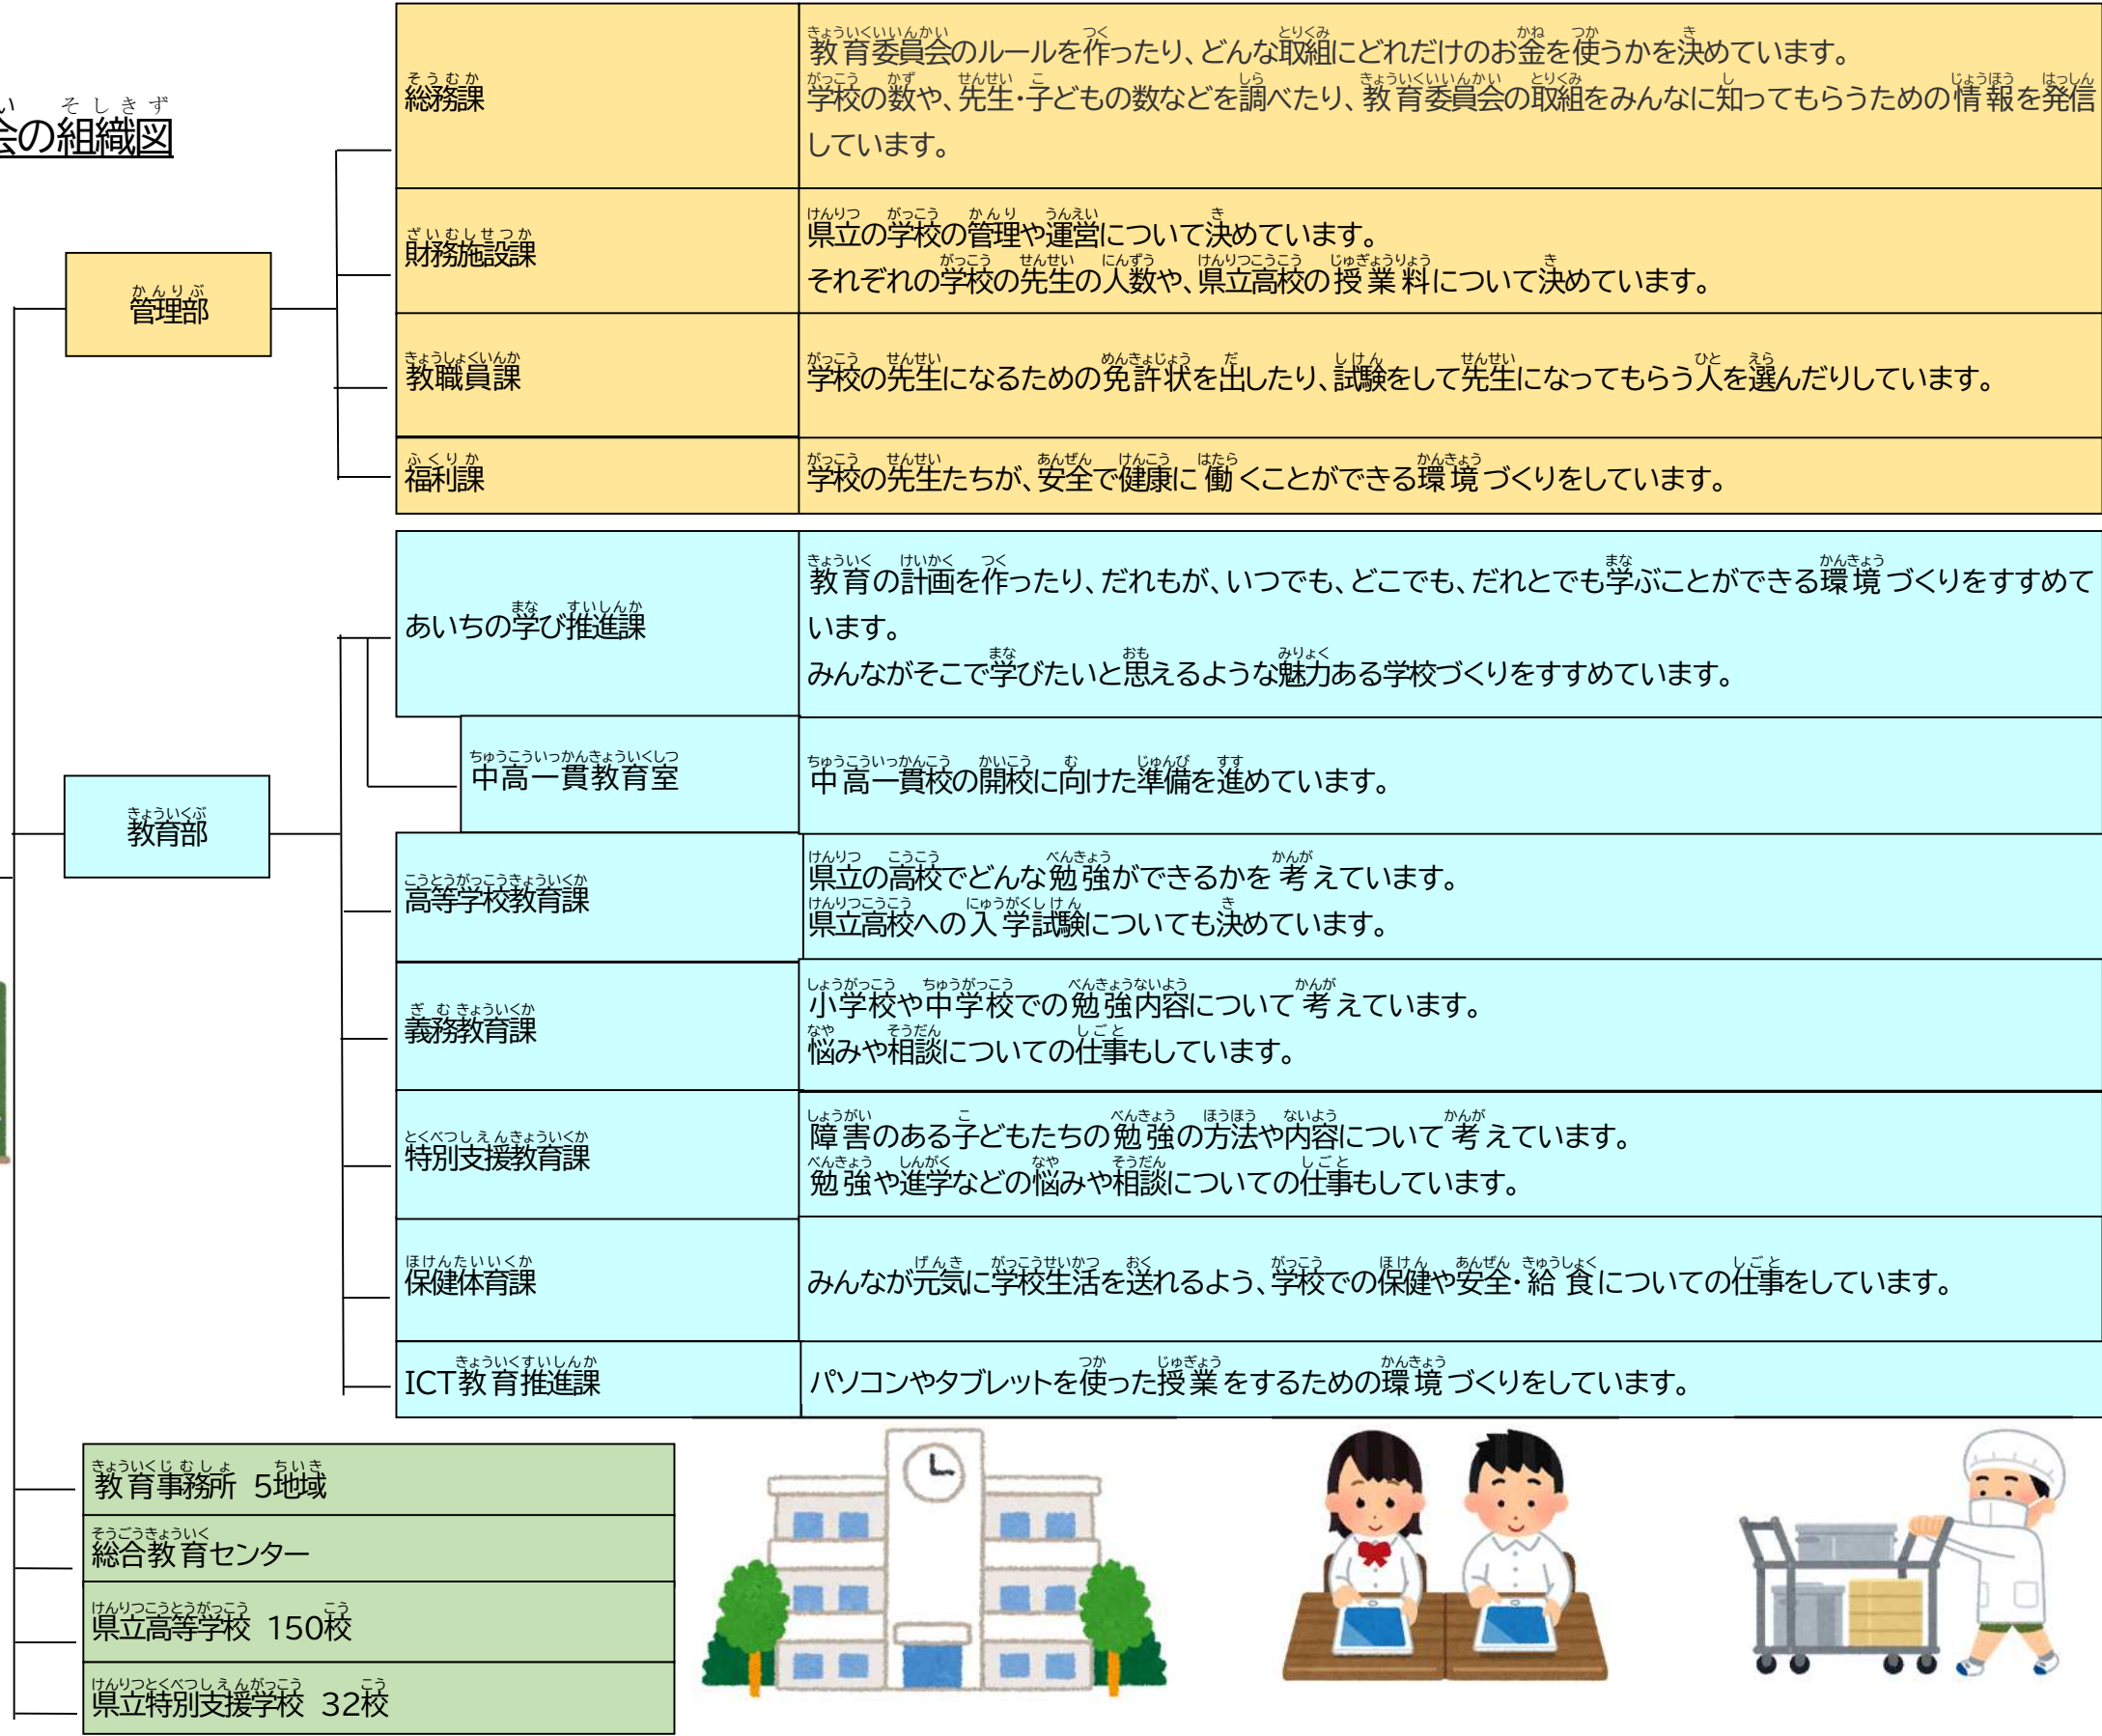 会の組織図
総務課
教育委員会のルールを作ったり、どんな取組にどれだけのお金を使うかを決めています。
学校の数や、先生・子どもの数などを調べたり、教育委員会の取組をみんなに知ってもらうための情報を発信
しています。
財務施設課
県立の学校の管理や運営について決めています。
それぞれの学校の先生の人数や、県立高校の授業料について決めています。
管理部
教職員課
学校の先生になるための免許状を出したり、試験をして先生になってもらう人を選んだりしています。
福利課
学校の先生たちが、安全で健康に働くことができる環境づくりをしています。
あいちの学び推進課
教育の計画を作ったり、だれもが、いつでも、どこでも、だれとでも学ぶことができる環境づくりをすすめて
います。
みんながそこで学びたいと思えるような魅力ある学校づくりをすすめています。
中高一貫教育室
中高一貫校の開校に向けた準備を進めています。
教育部
高等学校教育課
県立の高校でどんな勉強ができるかを考えています。
県立高校への入学試験についても決めています。
義務教育課
小学校や中学校での勉強内容について考えています。
悩みや相談についての仕事もしています。
特別支援教育課
障害のある子どもたちの勉強の方法や内容について考えています。
勉強や進学などの悩みや相談についての仕事もしています。
保健体育課
みんなが元気に学校生活を送れるよう、学校での保健や安全・給食についての仕事をしています。
ICT教育推進課
パソコンやタブレットを使った授業をするための環境づくりをしています。
教育事務所 5地域
総合教育センター
県立高等学校 150校
県立特別支援学校 32校